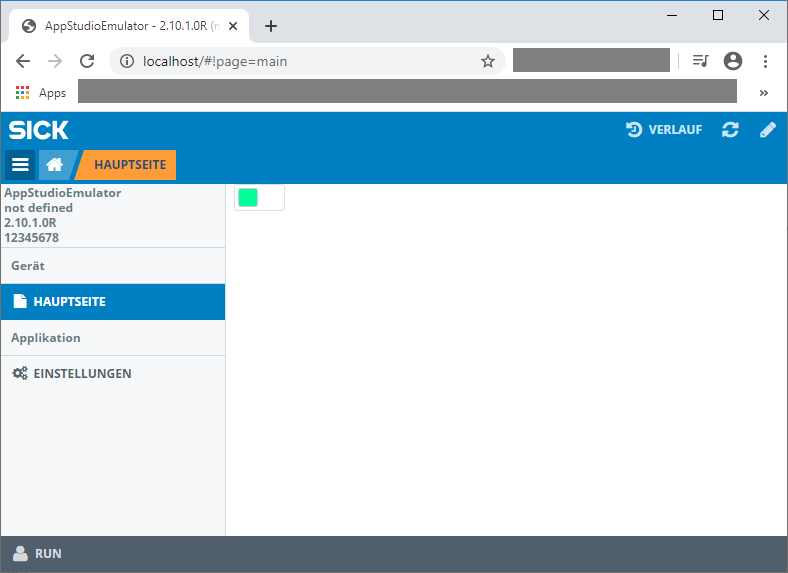 AppStudioEmulator - 2.10.1.0R (n
localhost/#!page=main
Apps
SICK
VERLAUF
HAUPTSEITE
AppStudioEmulator
not defined
2.10.1.0R
12345678
Gerät
HAUPTSEITE
Applikation
EINSTELLUNGEN
RUN